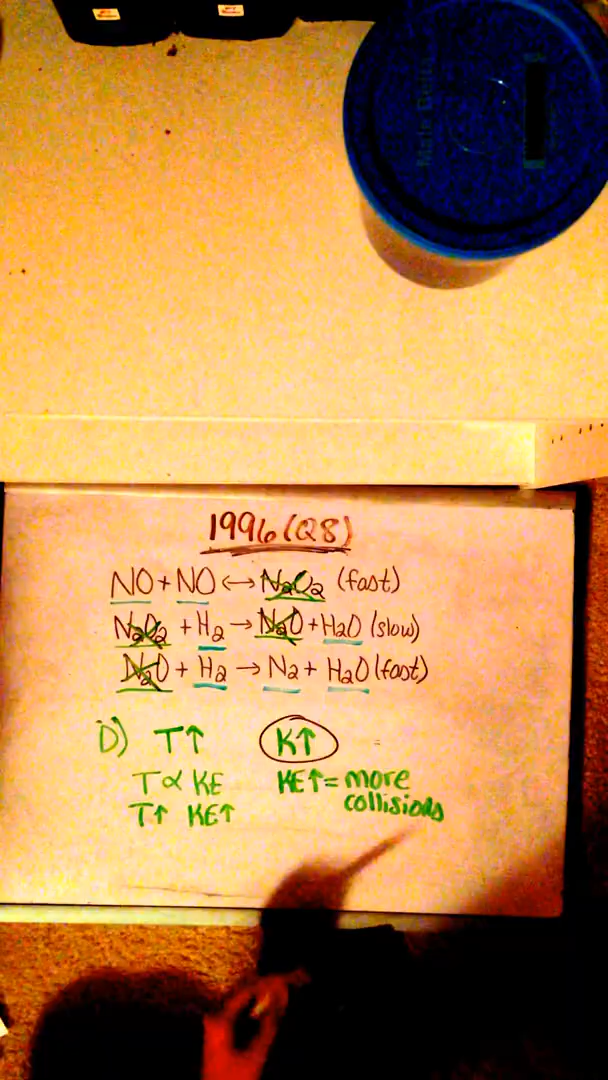 1996 (Q8)
NO + NO ↔ N₂O₂ (fast)
N₂O₂ + H₂ → N₂O + H₂O (slow)
N₂O + H₂ → N₂ + H₂O (fast)
D) T↑ K↑
T ∝ KE KE↑ = more
collisions
T↑ KE↑